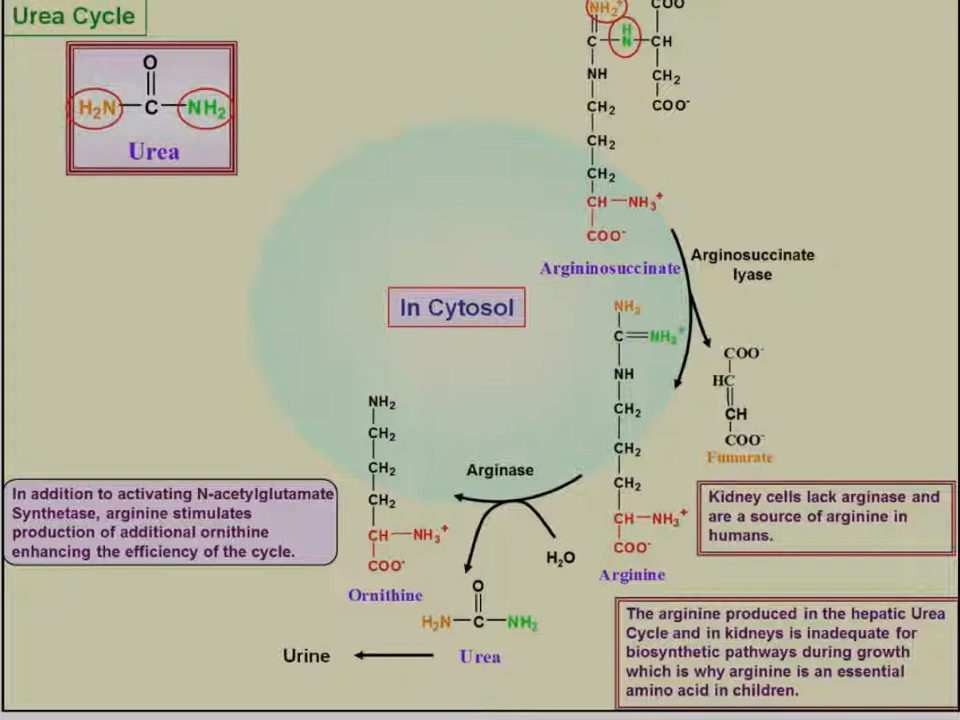 Urea Cycle
O
H₂N—C—NH₂
Urea
NH₂⁺
COO⁻
H
C—N—CH
NH
CH₂
COO⁻
CH₂
CH₂
CH₂
CH—NH₃⁺
COO⁻
Argininosuccinate
Arginosuccinate
lyase
In Cytosol
NH₂
C=NH₂⁺
NH
CH₂
CH₂
CH₂
CH—NH₃⁺
COO⁻
Arginine
COO⁻
HC
CH
COO⁻
Fumarate
NH₂
CH₂
CH₂
CH₂
CH—NH₃⁺
COO⁻
Ornithine
Arginase
H₂O
O
H₂N—C—NH₂
Urea
Urine
In addition to activating N-acetylglutamate
Synthetase, arginine stimulates
production of additional ornithine
enhancing the efficiency of the cycle.
Kidney cells lack arginase and
are a source of arginine in
humans.
The arginine produced in the hepatic Urea
Cycle and in kidneys is inadequate for
biosynthetic pathways during growth
which is why arginine is an essential
amino acid in children.